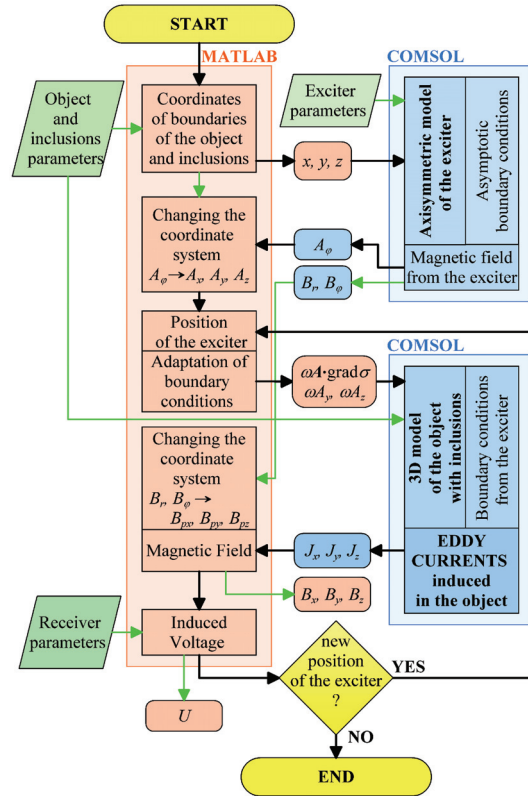 START
MATLAB
COMSOL
Object
and
inclusions
parameters
Coordinates
of boundaries
of the object
and inclusions
Exciter
parameters
x, y, z
Axisymmetric model
of the exciter
Asymptotic
boundary conditions
Changing the
coordinate
system
Aφ→Ax, Ay, Az
Aφ
Br, Bφ
Magnetic field
from the exciter
Position
of the exciter
Adaptation of
boundary
conditions
ωA·gradσ
ωAy, ωAz
COMSOL
3D model
of the object
with inclusions
Boundary conditions
from the exciter
Changing the
coordinate
system
Br, Bφ →
Bpx, Bpy, Bpz
Magnetic Field
Jx, Jy, Jz
EDDY
CURRENTS
induced
in the object
Bx, By, Bz
Receiver
parameters
Induced
Voltage
U
new
position
of the exciter
?
YES
NO
END